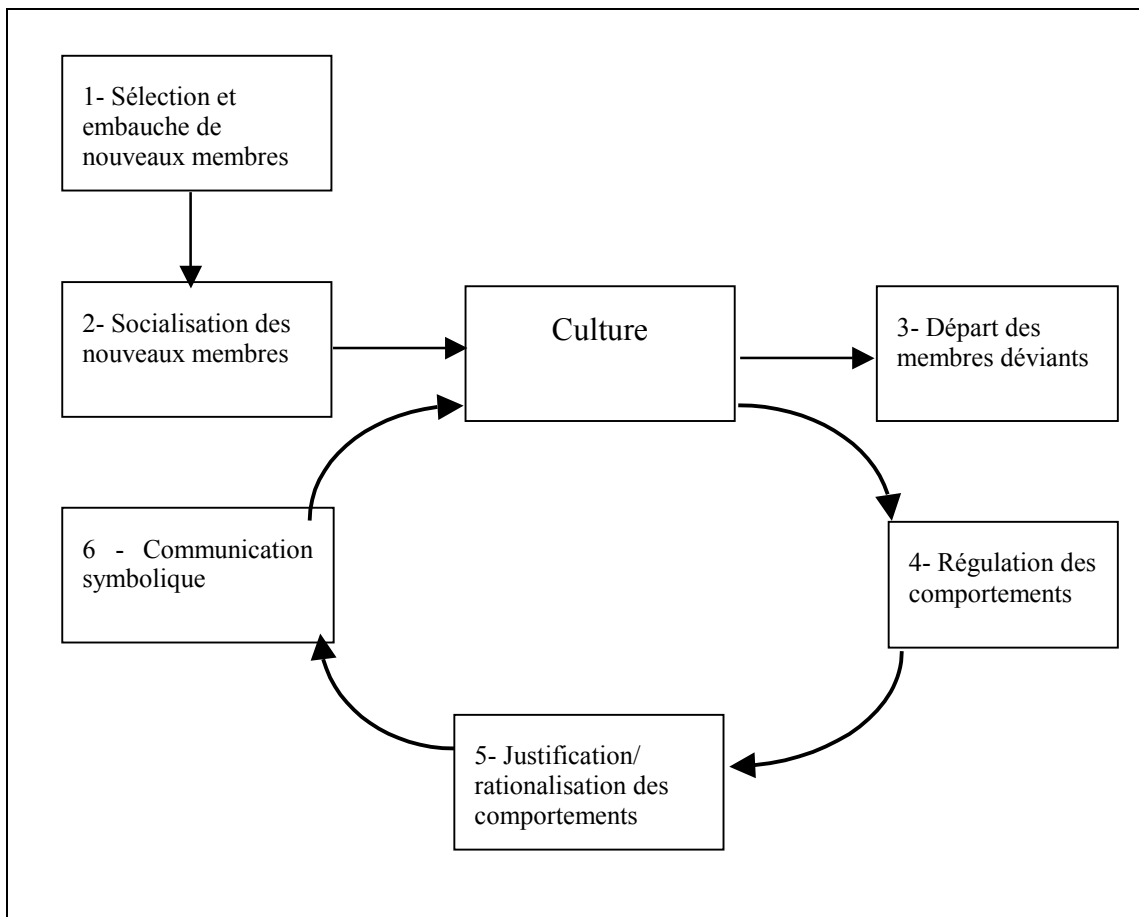 1- Sélection et
embauche de
nouveaux membres
2- Socialisation des
nouveaux membres
Culture
3- Départ des
membres déviants
6 - Communication
symbolique
4- Régulation des
comportements
5- Justification/
rationalisation des
comportements